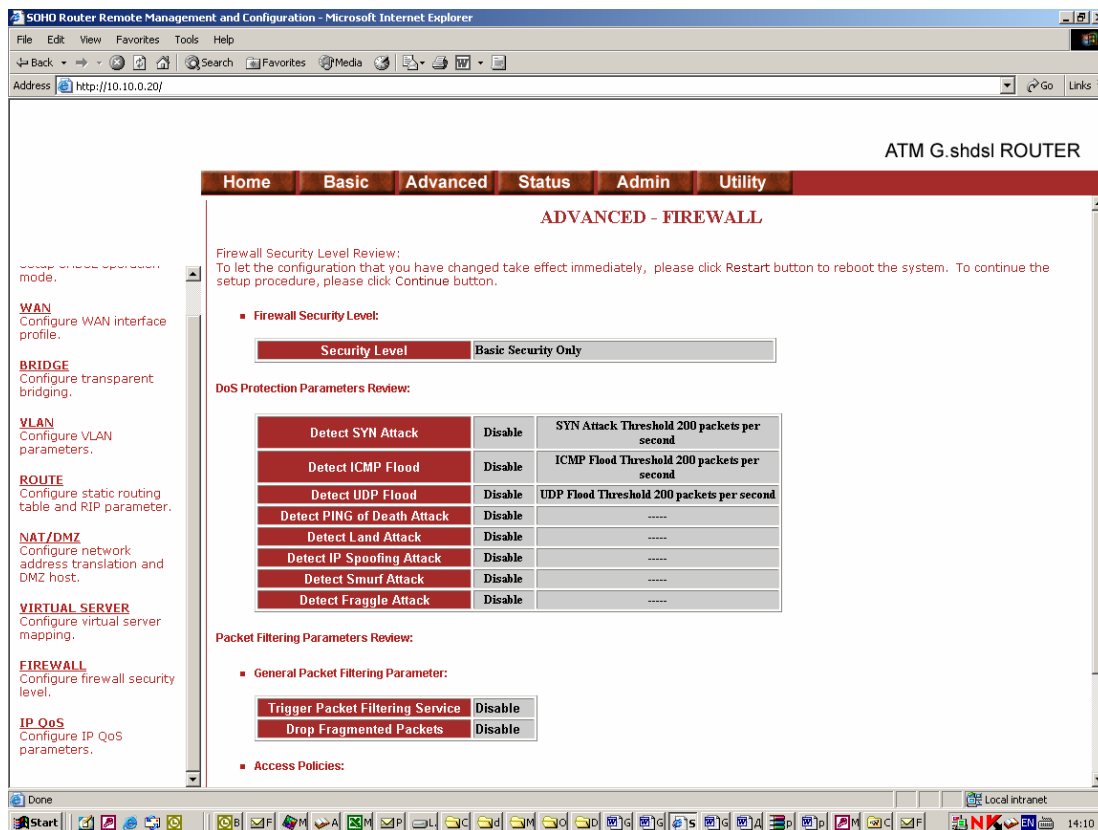 SOHO Router Remote Management and Configuration - Microsoft Internet Explorer
File Edit View Favorites Tools Help
Back Search Favorites Media
Address http://10.10.0.20/ Go Links
ATM G.shdsl ROUTER
Home Basic Advanced Status Admin Utility
mode.
WAN
Configure WAN interface
profile.
BRIDGE
Configure transparent
bridging.
VLAN
Configure VLAN
parameters.
ROUTE
Configure static routing
table and RIP parameter.
NAT/DMZ
Configure network
address translation and
DMZ host.
VIRTUAL SERVER
Configure virtual server
mapping.
FIREWALL
Configure firewall security
level.
IP QoS
Configure IP QoS
parameters.
ADVANCED - FIREWALL
Firewall Security Level Review:
To let the configuration that you have changed take effect immediately, please click Restart button to reboot the system. To continue the
setup procedure, please click Continue button.
Firewall Security Level:
Security Level Basic Security Only
DoS Protection Parameters Review:
Detect SYN Attack Disable SYN Attack Threshold 200 packets per
second
Detect ICMP Flood Disable ICMP Flood Threshold 200 packets per
second
Detect UDP Flood Disable UDP Flood Threshold 200 packets per second
Detect PING of Death Attack Disable -----
Detect Land Attack Disable -----
Detect IP Spoofing Attack Disable -----
Detect Smurf Attack Disable -----
Detect Fraggle Attack Disable -----
Packet Filtering Parameters Review:
General Packet Filtering Parameter:
Trigger Packet Filtering Service Disable
Drop Fragmented Packets Disable
Access Policies:
Done Local intranet
Start EN 14:10